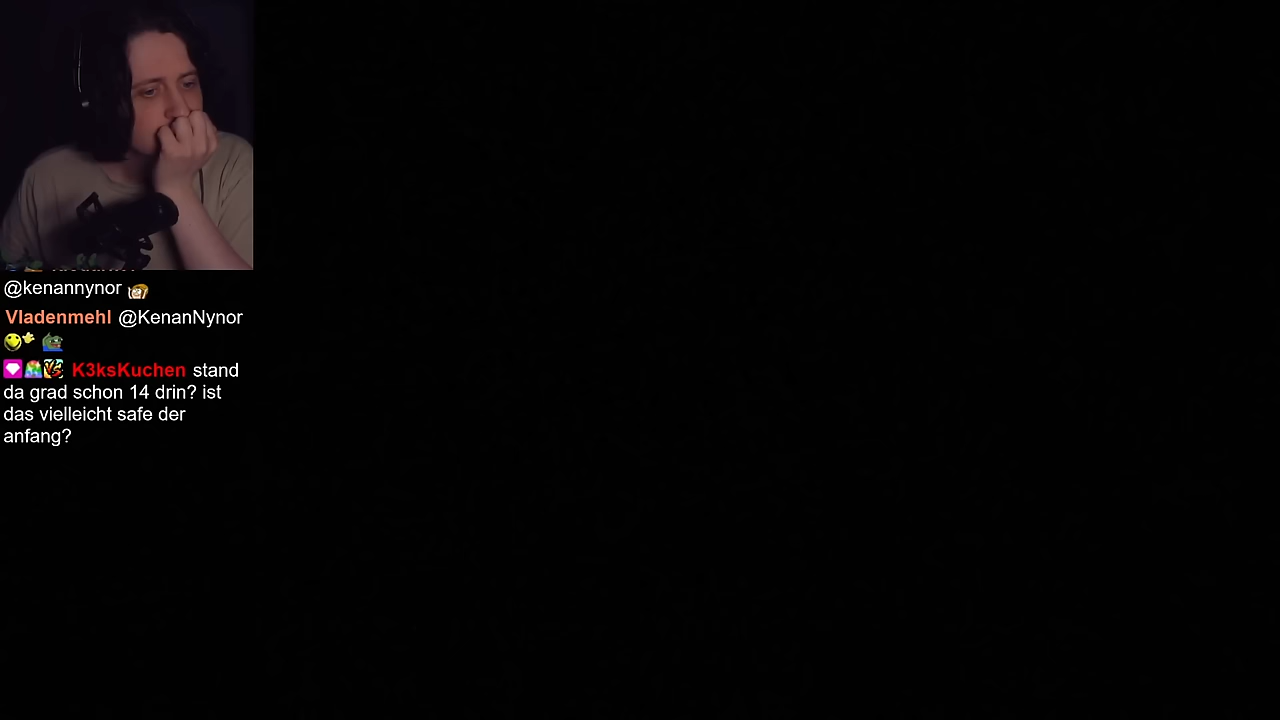 @kenannynor
Vladenmehl @KenanNynor
K3ksKuchen stand
da grad schon 14 drin? ist
das vielleicht safe der
anfang?